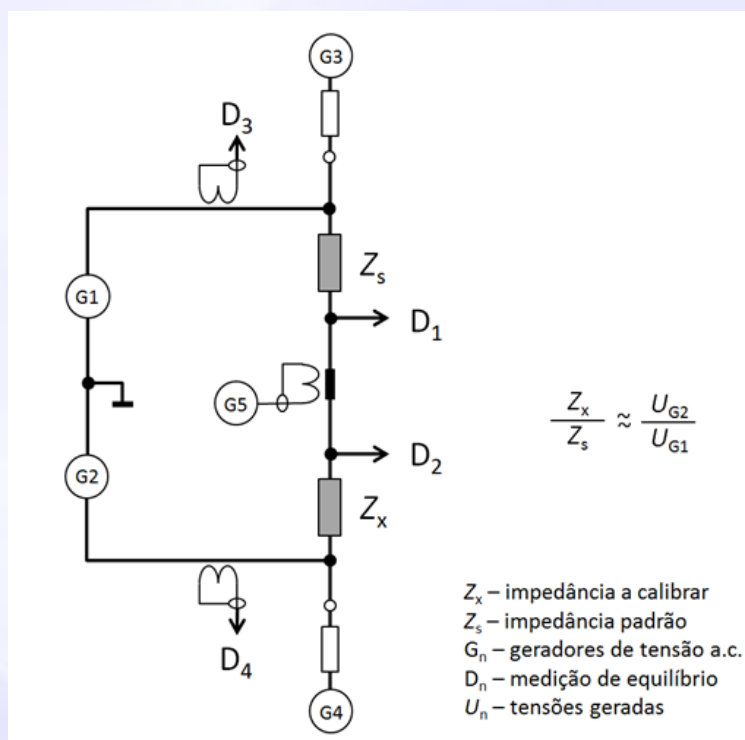 G3
D3
Zs
G1
D1
G5
Zx / Zs ≈ UG2 / UG1
D2
G2
Zx
Zx – impedância a calibrar
Zs – impedância padrão
Gn – geradores de tensão a.c.
Dn – medição de equilíbrio
Un – tensões geradas
D4
G4